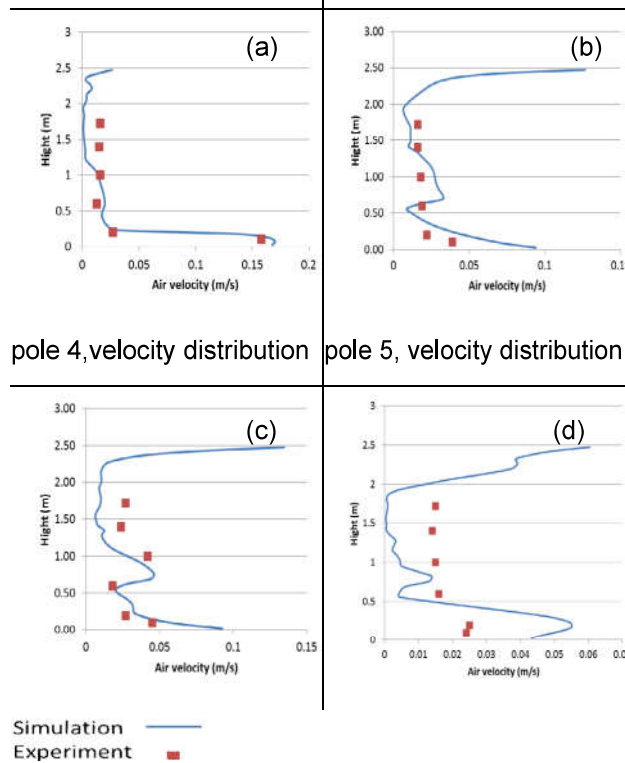 (a)
3
2.5
2
1.5
1
0.5
0
Hight (m)
0 0.05 0.1 0.15 0.2
Air velocity (m/s)
(b)
3.00
2.50
2.00
1.50
1.00
0.50
0.00
Hight (m)
0 0.05 0.1 0.1
Air velocity (m/s)
pole 4,velocity distribution
pole 5, velocity distribution
(c)
3.00
2.50
2.00
1.50
1.00
0.50
0.00
Hight (m)
0 0.05 0.1 0.15
Air velocity (m/s)
(d)
3
2.5
2
1.5
1
0.5
0
Hight (m)
0 0.01 0.02 0.03 0.04 0.05 0.06 0.0
Air velocity (m/s)
Simulation
Experiment